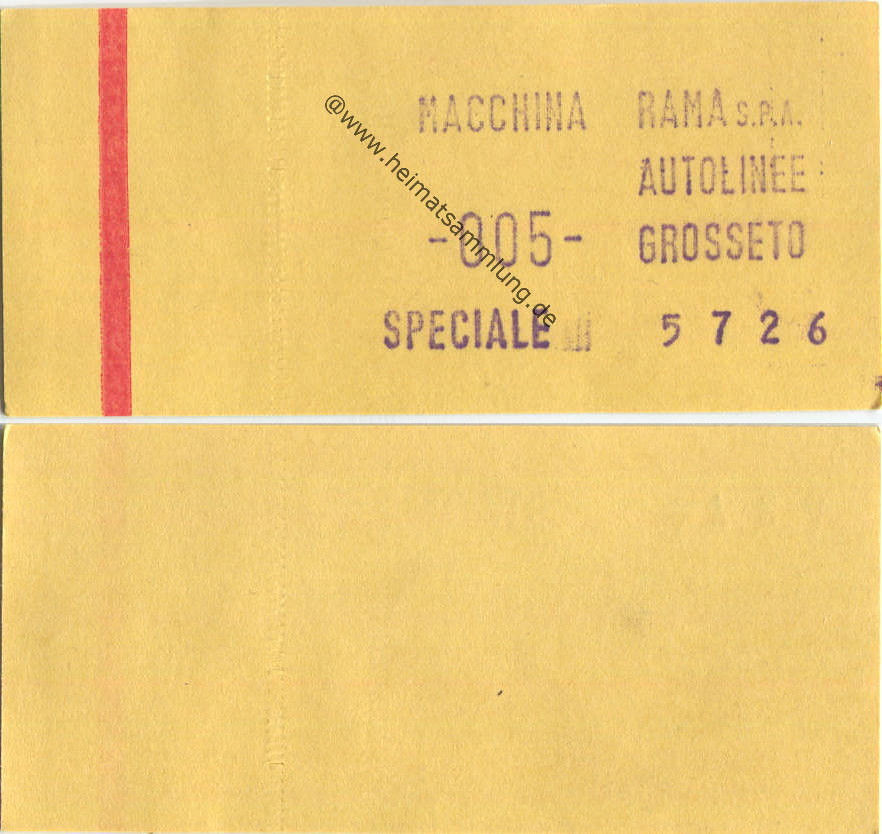 MACCHINA RAMA S.P.A.
AUTOLINEE
-005- GROSSETO
SPECIALE 5726
@www.heimatsammlung.de